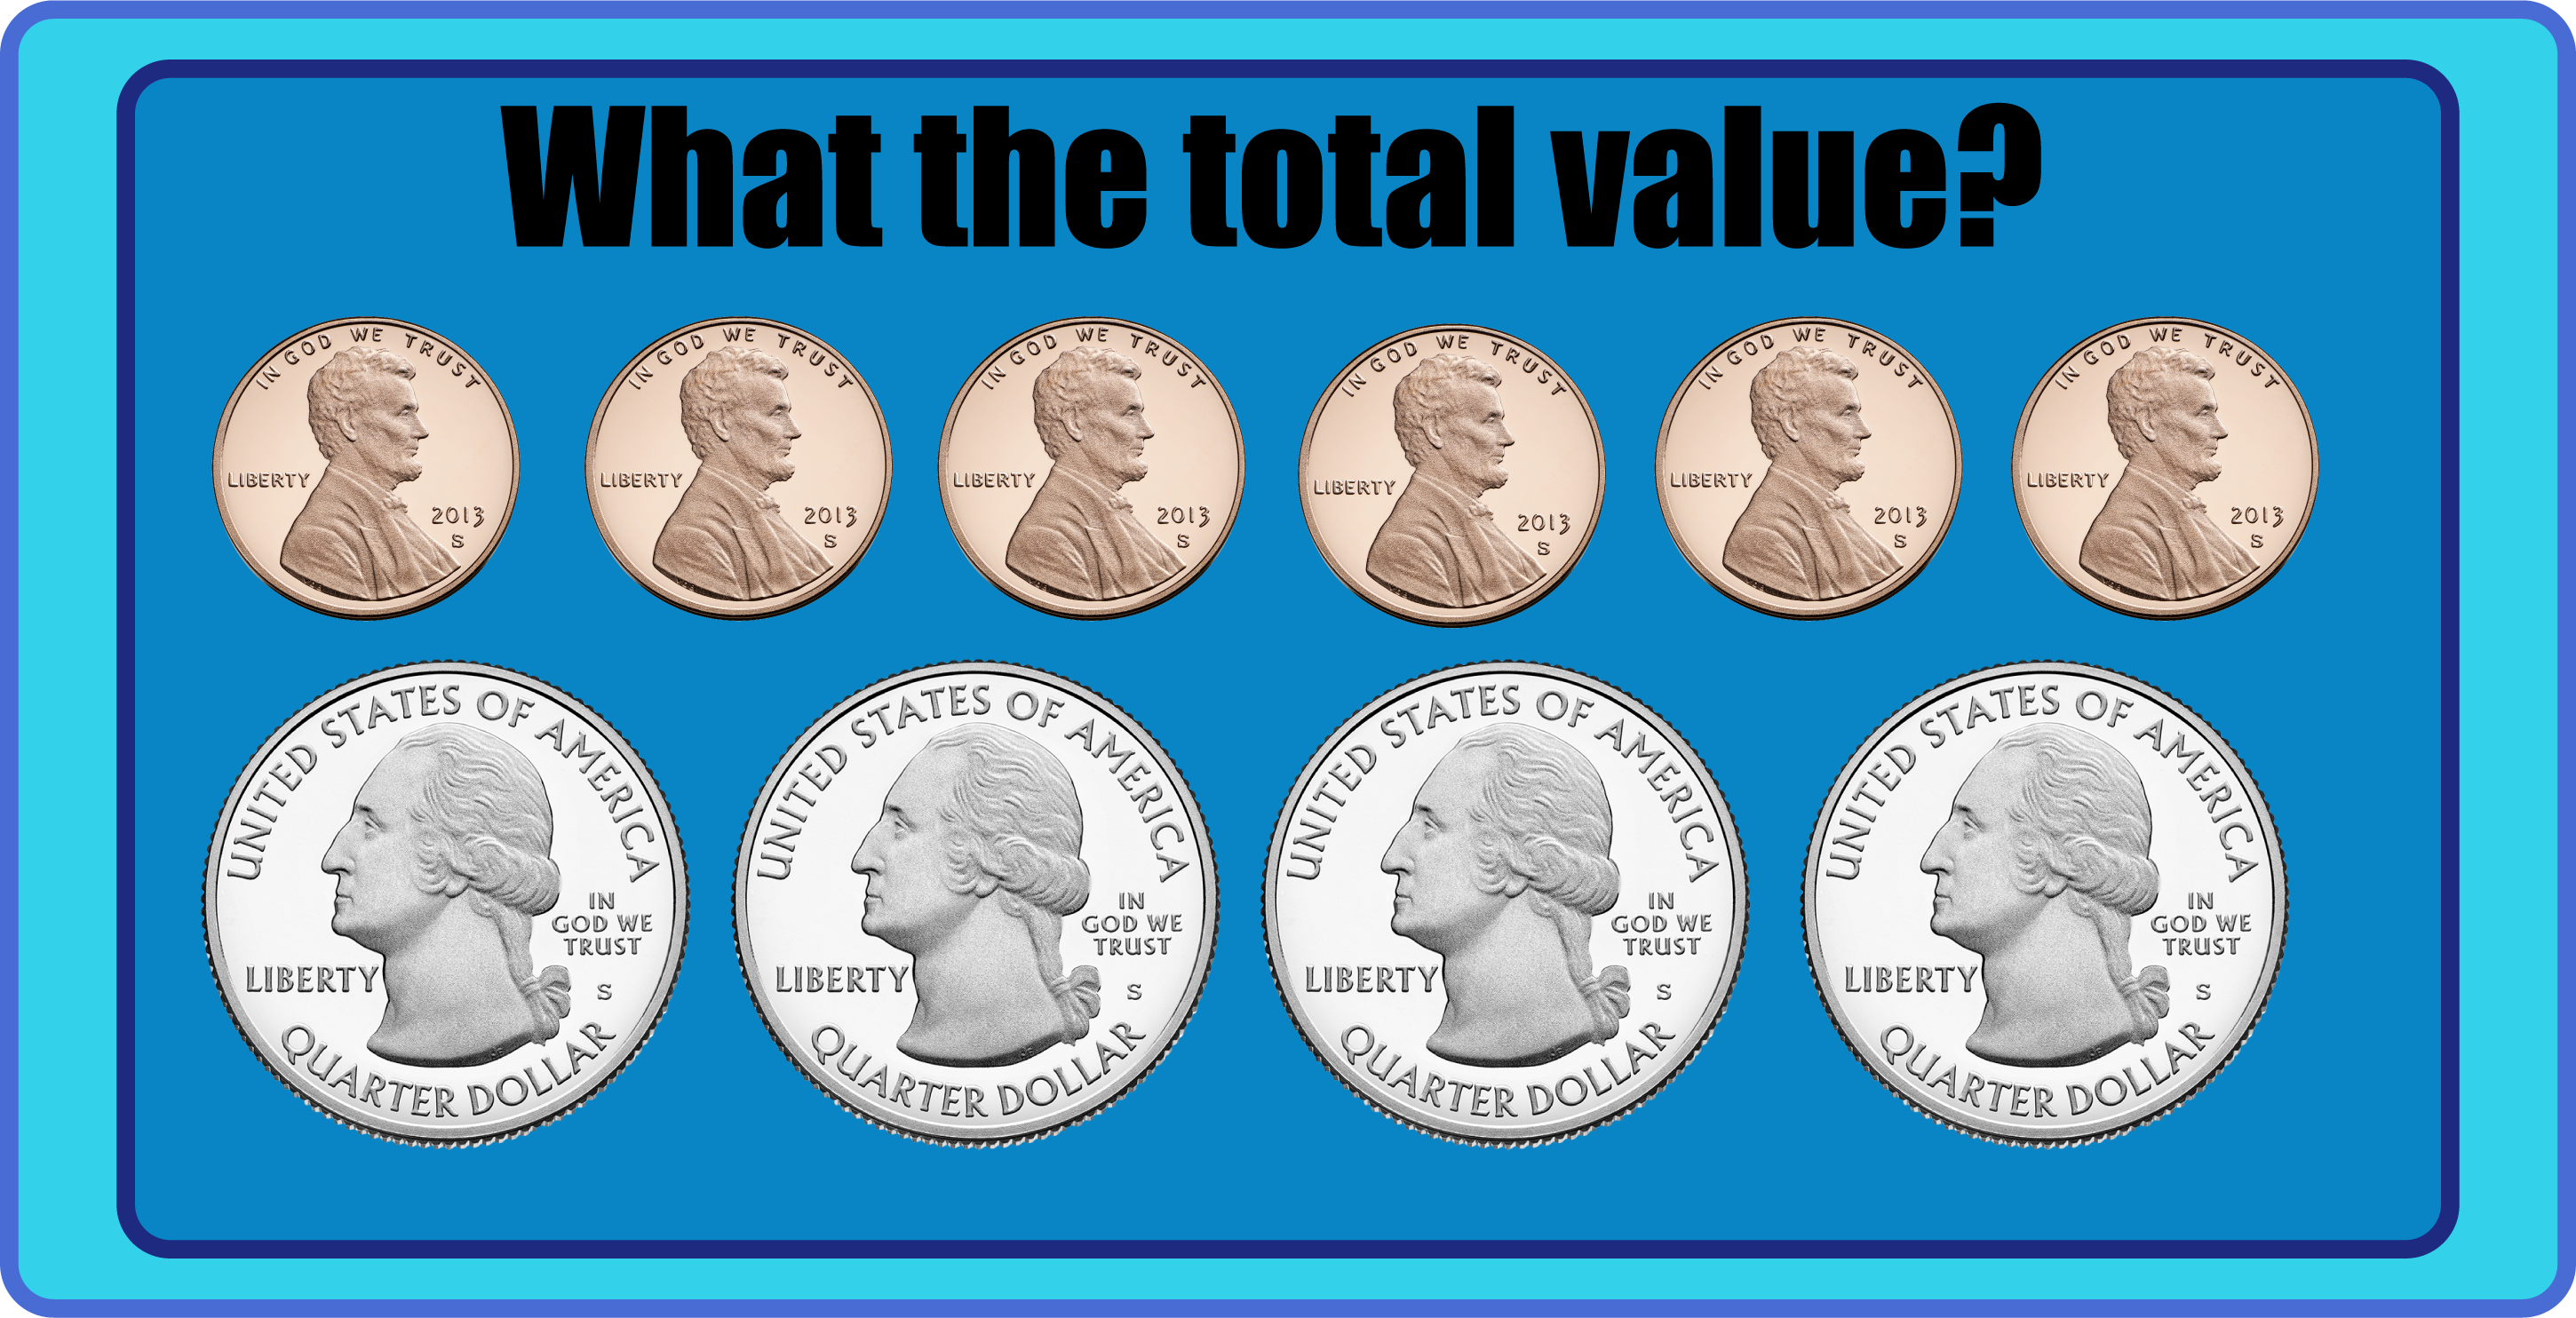 What the total value?
IN GOD WE TRUST
LIBERTY
2013
S
IN GOD WE TRUST
LIBERTY
2013
S
IN GOD WE TRUST
LIBERTY
2013
S
IN GOD WE TRUST
LIBERTY
2013
S
IN GOD WE TRUST
LIBERTY
2013
S
IN GOD WE TRUST
LIBERTY
2013
S
UNITED STATES OF AMERICA
IN
GOD WE
TRUST
LIBERTY
S
QUARTER DOLLAR
UNITED STATES OF AMERICA
IN
GOD WE
TRUST
LIBERTY
S
QUARTER DOLLAR
UNITED STATES OF AMERICA
IN
GOD WE
TRUST
LIBERTY
S
QUARTER DOLLAR
UNITED STATES OF AMERICA
IN
GOD WE
TRUST
LIBERTY
S
QUARTER DOLLAR